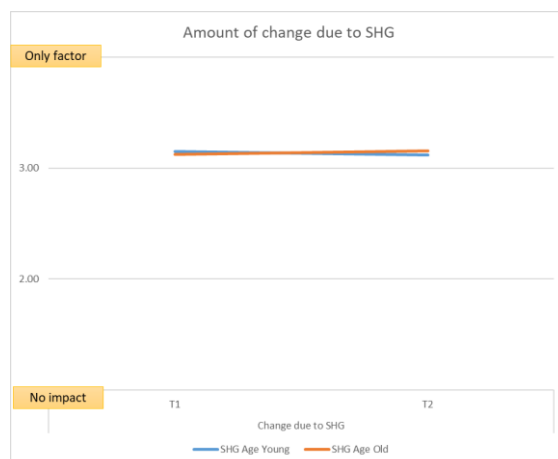 Amount of change due to SHG
Only factor
3.00
2.00
No impact
T1 T2
Change due to SHG
SHG Age Young SHG Age Old